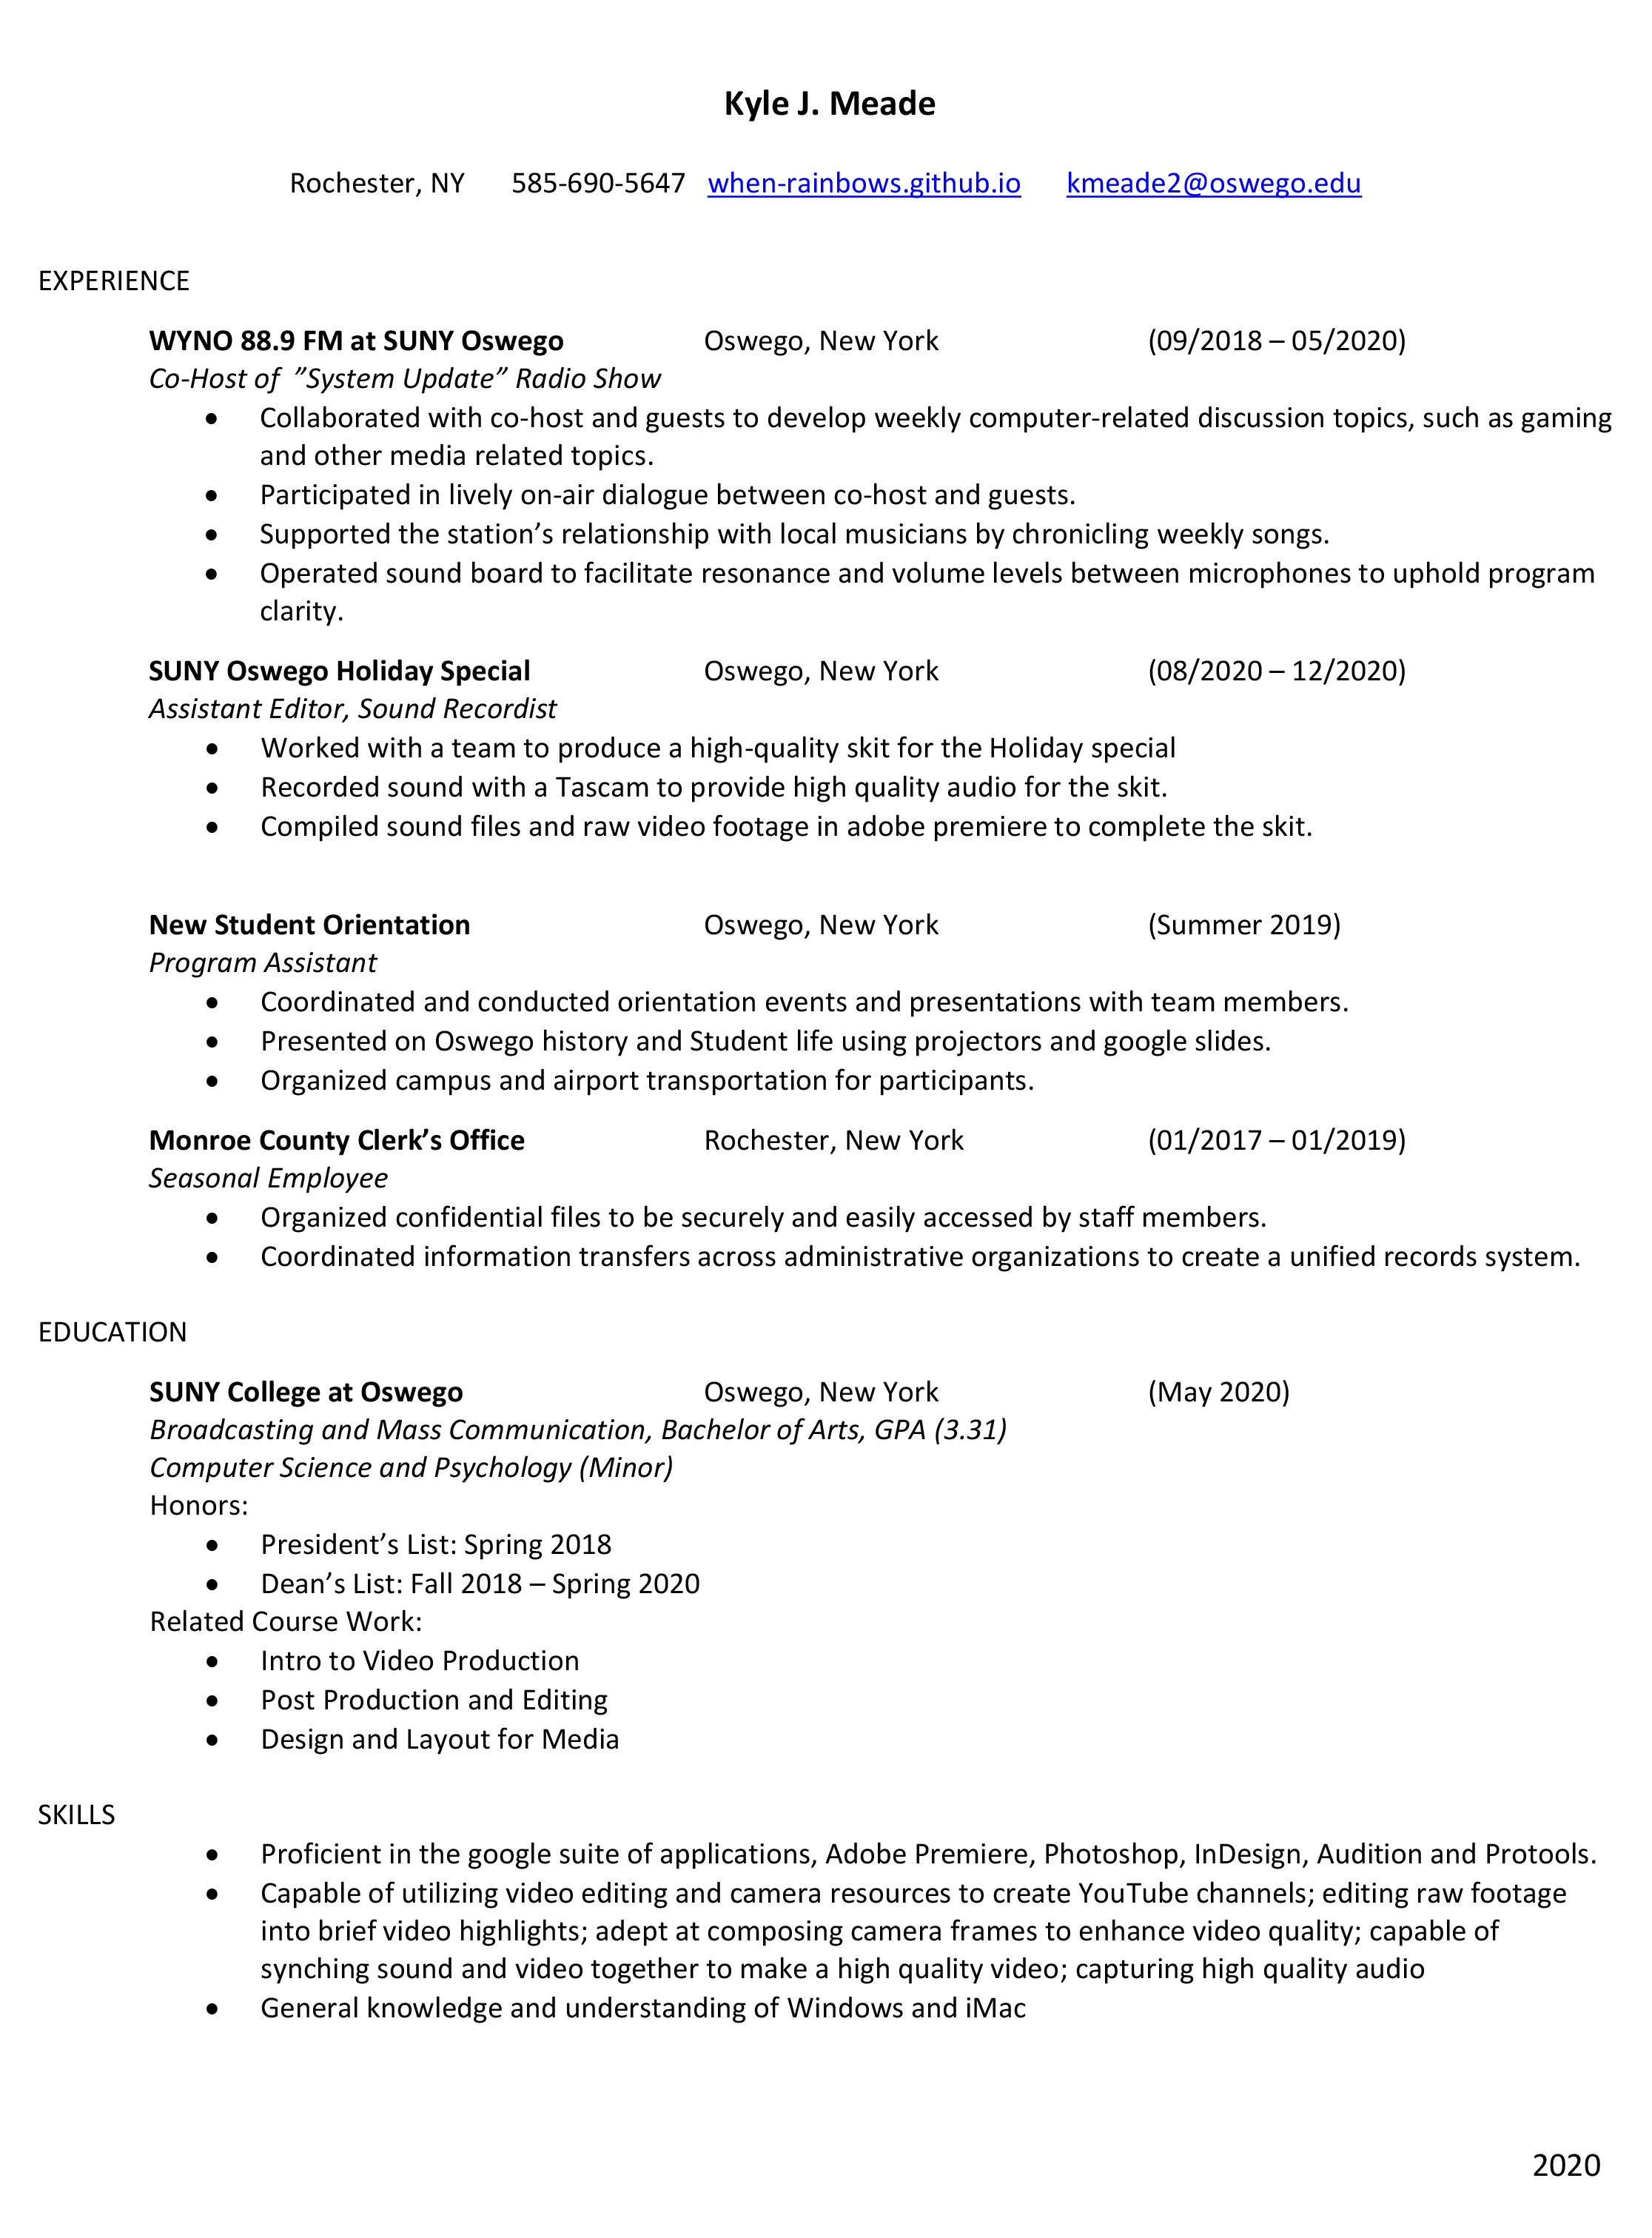 Kyle J. Meade
Rochester, NY 585-690-5647 when-rainbows.github.io kmeade2@oswego.edu
EXPERIENCE
WYNO 88.9 FM at SUNY Oswego Oswego, New York (09/2018 – 05/2020)
Co-Host of ”System Update” Radio Show
• Collaborated with co-host and guests to develop weekly computer-related discussion topics, such as gaming
and other media related topics.
• Participated in lively on-air dialogue between co-host and guests.
• Supported the station’s relationship with local musicians by chronicling weekly songs.
• Operated sound board to facilitate resonance and volume levels between microphones to uphold program
clarity.
SUNY Oswego Holiday Special Oswego, New York (08/2020 – 12/2020)
Assistant Editor, Sound Recordist
• Worked with a team to produce a high-quality skit for the Holiday special
• Recorded sound with a Tascam to provide high quality audio for the skit.
• Compiled sound files and raw video footage in adobe premiere to complete the skit.
New Student Orientation Oswego, New York (Summer 2019)
Program Assistant
• Coordinated and conducted orientation events and presentations with team members.
• Presented on Oswego history and Student life using projectors and google slides.
• Organized campus and airport transportation for participants.
Monroe County Clerk’s Office Rochester, New York (01/2017 – 01/2019)
Seasonal Employee
• Organized confidential files to be securely and easily accessed by staff members.
• Coordinated information transfers across administrative organizations to create a unified records system.
EDUCATION
SUNY College at Oswego Oswego, New York (May 2020)
Broadcasting and Mass Communication, Bachelor of Arts, GPA (3.31)
Computer Science and Psychology (Minor)
Honors:
• President’s List: Spring 2018
• Dean’s List: Fall 2018 – Spring 2020
Related Course Work:
• Intro to Video Production
• Post Production and Editing
• Design and Layout for Media
SKILLS
• Proficient in the google suite of applications, Adobe Premiere, Photoshop, InDesign, Audition and Protools.
• Capable of utilizing video editing and camera resources to create YouTube channels; editing raw footage
into brief video highlights; adept at composing camera frames to enhance video quality; capable of
synching sound and video together to make a high quality video; capturing high quality audio
• General knowledge and understanding of Windows and iMac
2020